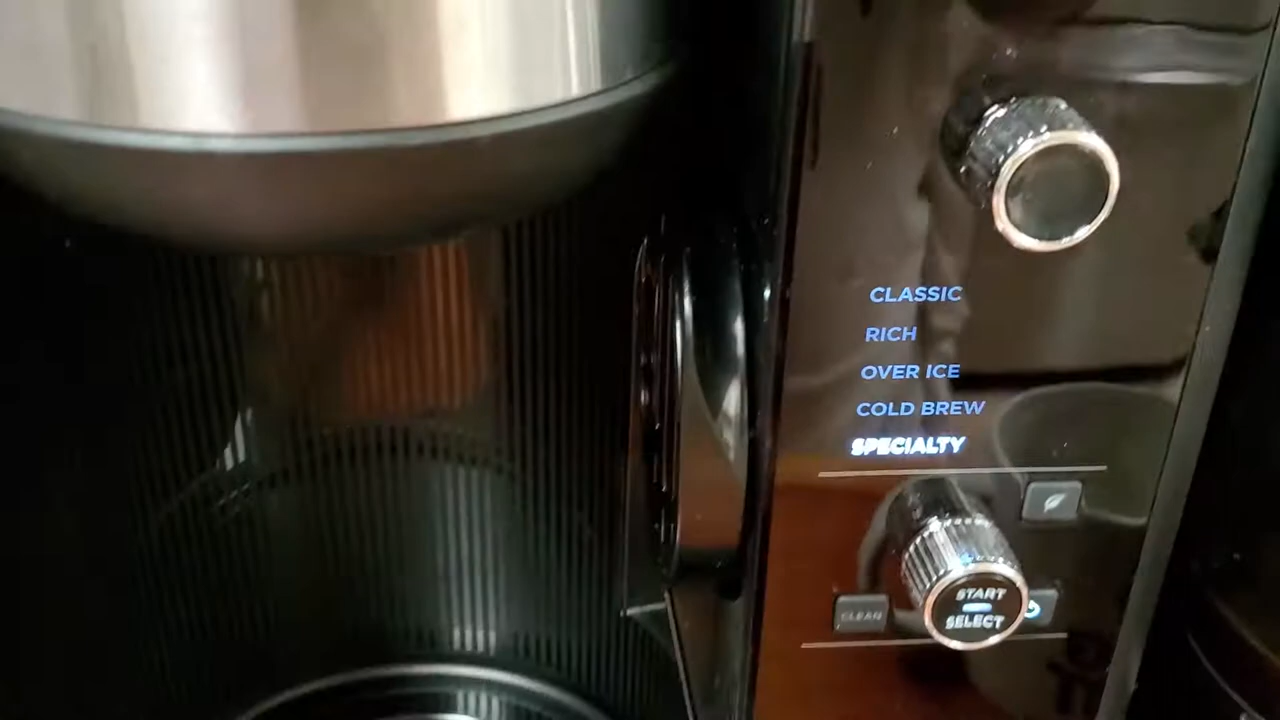 CLASSIC
RICH
OVER ICE
COLD BREW
SPECIALTY
START
SELECT
CLEAN